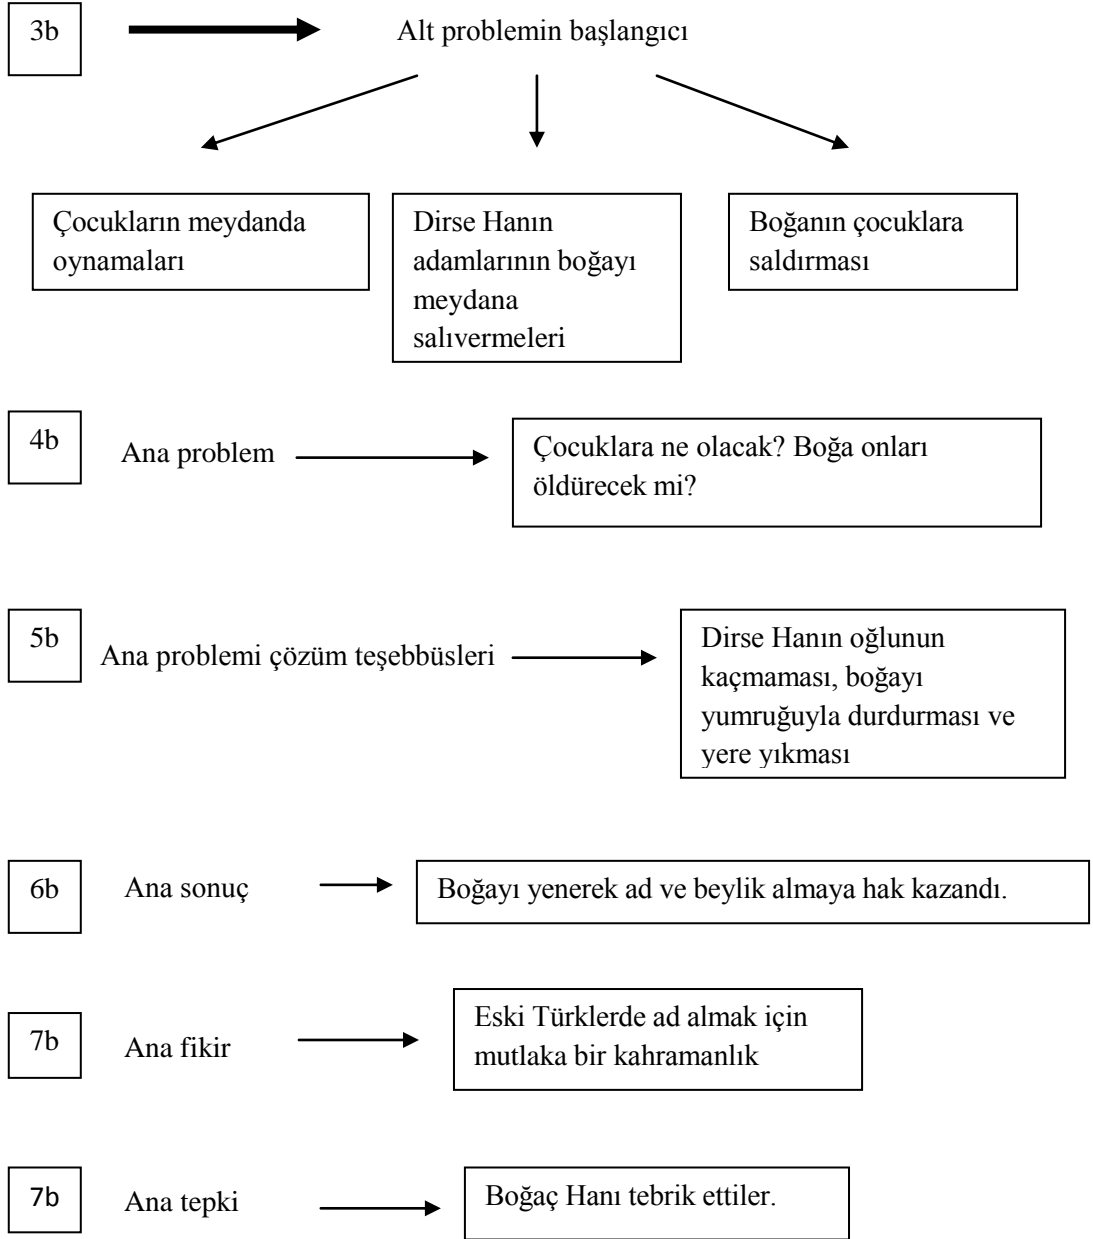 3b
Alt problemin başlangıcı
Çocukların meydanda
oynamaları
Dirse Hanın
adamlarının boğayı
meydana
salıvermeleri
Boğanın çocuklara
saldırması
4b
Ana problem
Çocuklara ne olacak? Boğa onları
öldürecek mi?
5b
Ana problemi çözüm teşebbüsleri
Dirse Hanın oğlunun
kaçmaması, boğayı
yumruğuyla durdurması ve
yere yıkması
6b
Ana sonuç
Boğayı yenerek ad ve beylik almaya hak kazandı.
7b
Ana fikir
Eski Türklerde ad almak için
mutlaka bir kahramanlık
7b
Ana tepki
Boğaç Hanı tebrik ettiler.